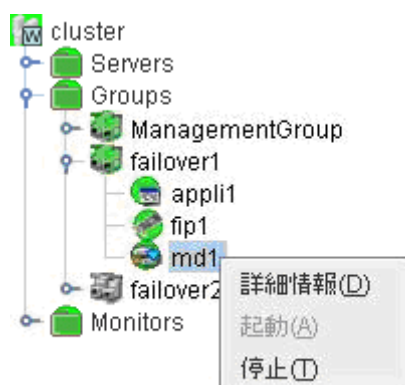 cluster
Servers
Groups
ManagementGroup
failover1
appli1
fip1
md1
failover2
Monitors
詳細情報(D)
起動(A)
停止(T)